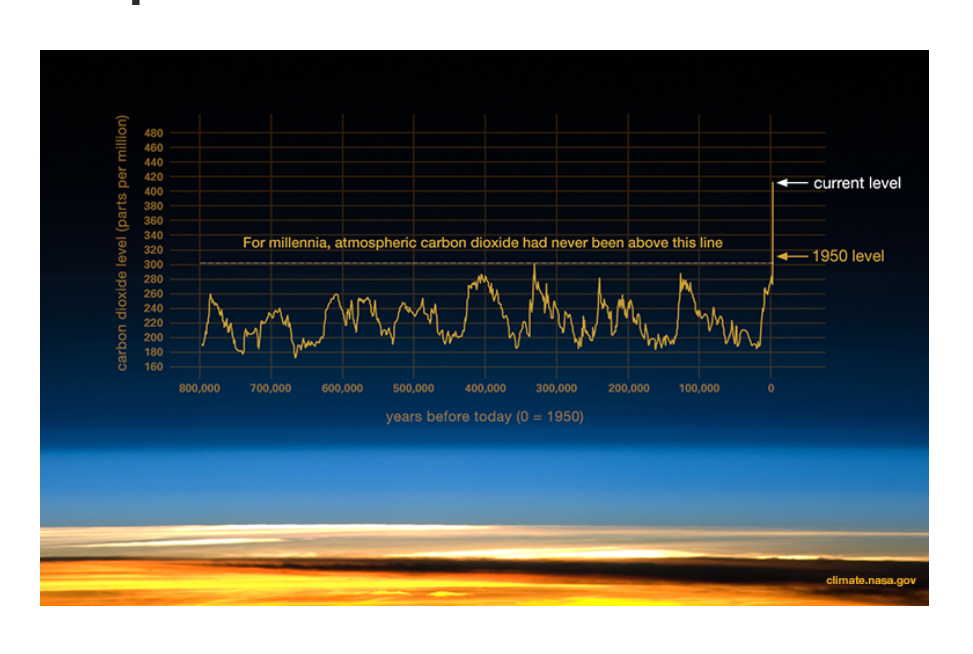 carbon dioxide level (parts per million)
480
460
440
420
400
380
360
340
320
300
280
260
240
220
200
180
160
For millennia, atmospheric carbon dioxide had never been above this line
current level
1950 level
800,000 700,000 600,000 500,000 400,000 300,000 200,000 100,000 0
years before today (0 = 1950)
climate.nasa.gov